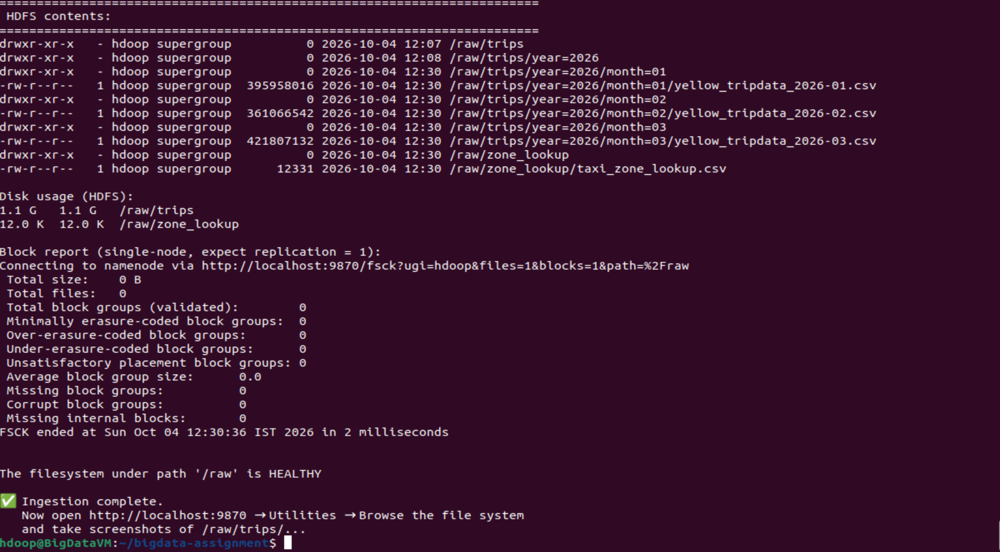 ========================================================================
 HDFS contents:
========================================================================
drwxr-xr-x   - hdoop supergroup          0 2026-10-04 12:07 /raw/trips
drwxr-xr-x   - hdoop supergroup          0 2026-10-04 12:08 /raw/trips/year=2026
drwxr-xr-x   - hdoop supergroup          0 2026-10-04 12:30 /raw/trips/year=2026/month=01
-rw-r--r--   1 hdoop supergroup  395958016 2026-10-04 12:30 /raw/trips/year=2026/month=01/yellow_tripdata_2026-01.csv
drwxr-xr-x   - hdoop supergroup          0 2026-10-04 12:30 /raw/trips/year=2026/month=02
-rw-r--r--   1 hdoop supergroup  361066542 2026-10-04 12:30 /raw/trips/year=2026/month=02/yellow_tripdata_2026-02.csv
drwxr-xr-x   - hdoop supergroup          0 2026-10-04 12:30 /raw/trips/year=2026/month=03
-rw-r--r--   1 hdoop supergroup  421807132 2026-10-04 12:30 /raw/trips/year=2026/month=03/yellow_tripdata_2026-03.csv
drwxr-xr-x   - hdoop supergroup          0 2026-10-04 12:30 /raw/zone_lookup
-rw-r--r--   1 hdoop supergroup      12331 2026-10-04 12:30 /raw/zone_lookup/taxi_zone_lookup.csv
Disk usage (HDFS):
1.1 G   1.1 G   /raw/trips
12.0 K  12.0 K  /raw/zone_lookup
Block report (single-node, expect replication = 1):
Connecting to namenode via http://localhost:9870/fsck?ugi=hdoop&files=1&blocks=1&path=%2Fraw
 Total size:    0 B
 Total files:   0
 Total block groups (validated):        0
 Minimally erasure-coded block groups:  0
 Over-erasure-coded block groups:       0
 Under-erasure-coded block groups:      0
 Unsatisfactory placement block groups: 0
 Average block group size:      0.0
 Missing block groups:          0
 Corrupt block groups:          0
 Missing internal blocks:       0
FSCK ended at Sun Oct 04 12:30:36 IST 2026 in 2 milliseconds
The filesystem under path '/raw' is HEALTHY
✅ Ingestion complete.
   Now open http://localhost:9870 → Utilities → Browse the file system
   and take screenshots of /raw/trips/...
hdoop@BigDataVM:~/bigdata-assignment$